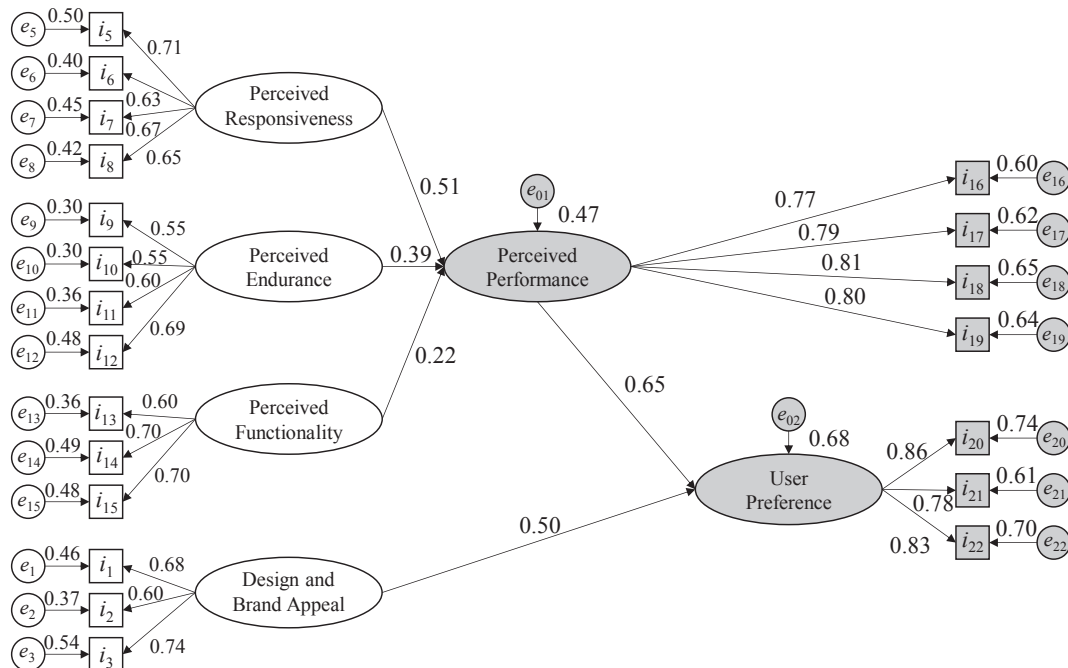 e5 0.50 i5
0.71
e6 0.40 i6
0.63
e7 0.45 i7
0.67
e8 0.42 i8
0.65
Perceived
Responsiveness
0.51
e9 0.30 i9
0.55
e10 0.30 i10
0.55
e11 0.36 i11
0.60
e12 0.48 i12
0.69
Perceived
Endurance
0.39
e13 0.36 i13
0.60
e14 0.49 i14
0.70
e15 0.48 i15
0.70
Perceived
Functionality
0.22
e1 0.46 i1
0.68
e2 0.37 i2
0.60
e3 0.54 i3
0.74
Design and
Brand Appeal
0.50
e01
0.47
Perceived
Performance
0.65
0.77
i16 0.60 e16
0.79
i17 0.62 e17
0.81
i18 0.65 e18
0.80
i19 0.64 e19
e02
0.68
User
Preference
0.86
i20 0.74 e20
0.78
i21 0.61 e21
0.83
i22 0.70 e22